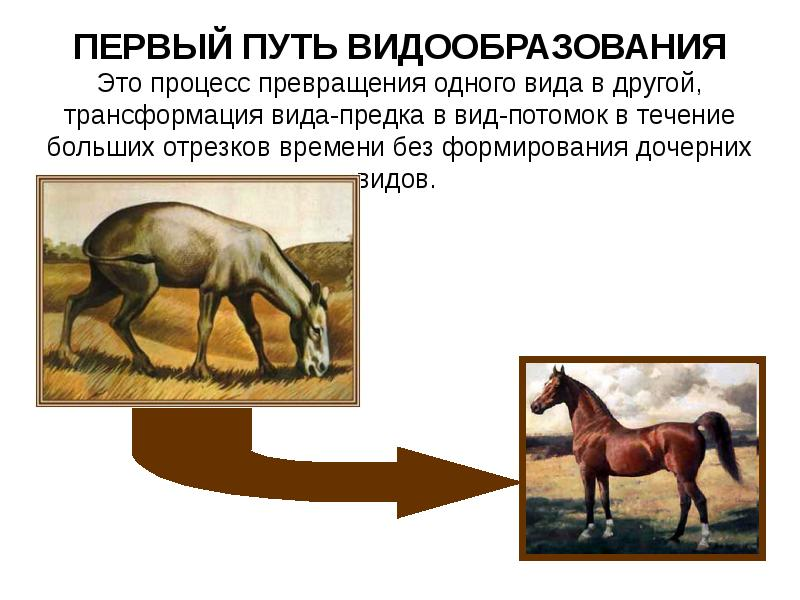 ПЕРВЫЙ ПУТЬ ВИДООБРАЗОВАНИЯ
Это процесс превращения одного вида в другой,
трансформация вида-предка в вид-потомок в течение
больших отрезков времени без формирования дочерних
видов.